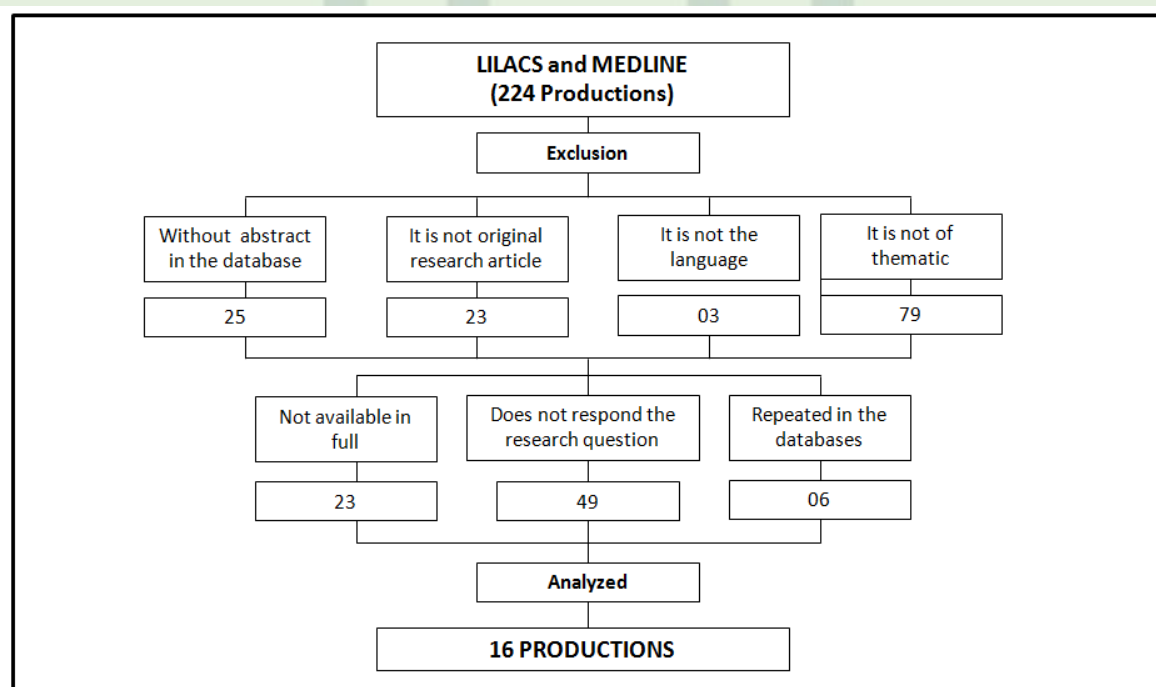 LILACS and MEDLINE
(224 Productions)
Exclusion
Without abstract
in the database
It is not original
research article
It is not the
language
It is not of
thematic
25
23
03
79
Not available in
full
Does not respond the
research question
Repeated in the
databases
23
49
06
Analyzed
16 PRODUCTIONS